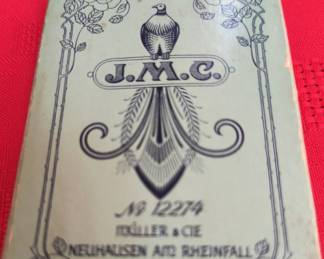 J.M.C.
No 12274
MÜLLER & CIE
NEUHAUSEN AM RHEINFALL